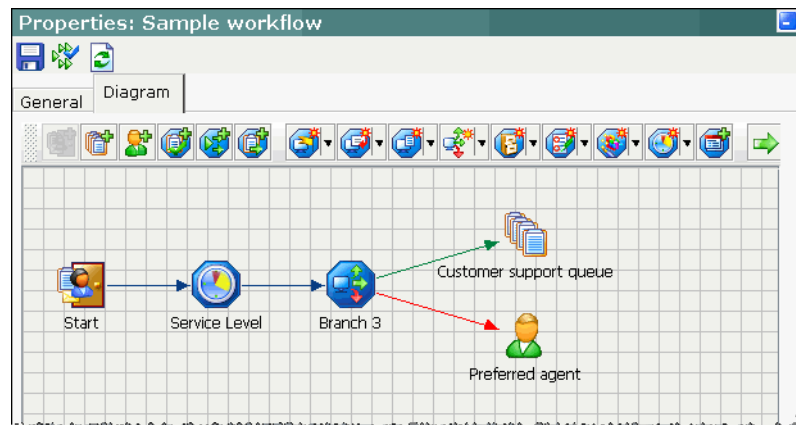 Properties: Sample workflow
General
Diagram
Customer support queue
Start
Service Level
Branch 3
Preferred agent